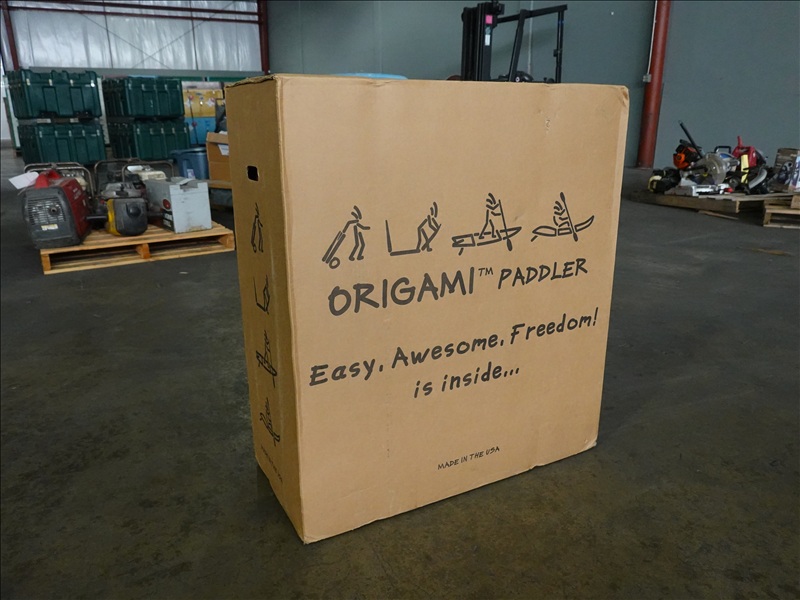 ORIGAMI™ PADDLER
Easy, Awesome, Freedom!
is inside...
MADE IN THE USA